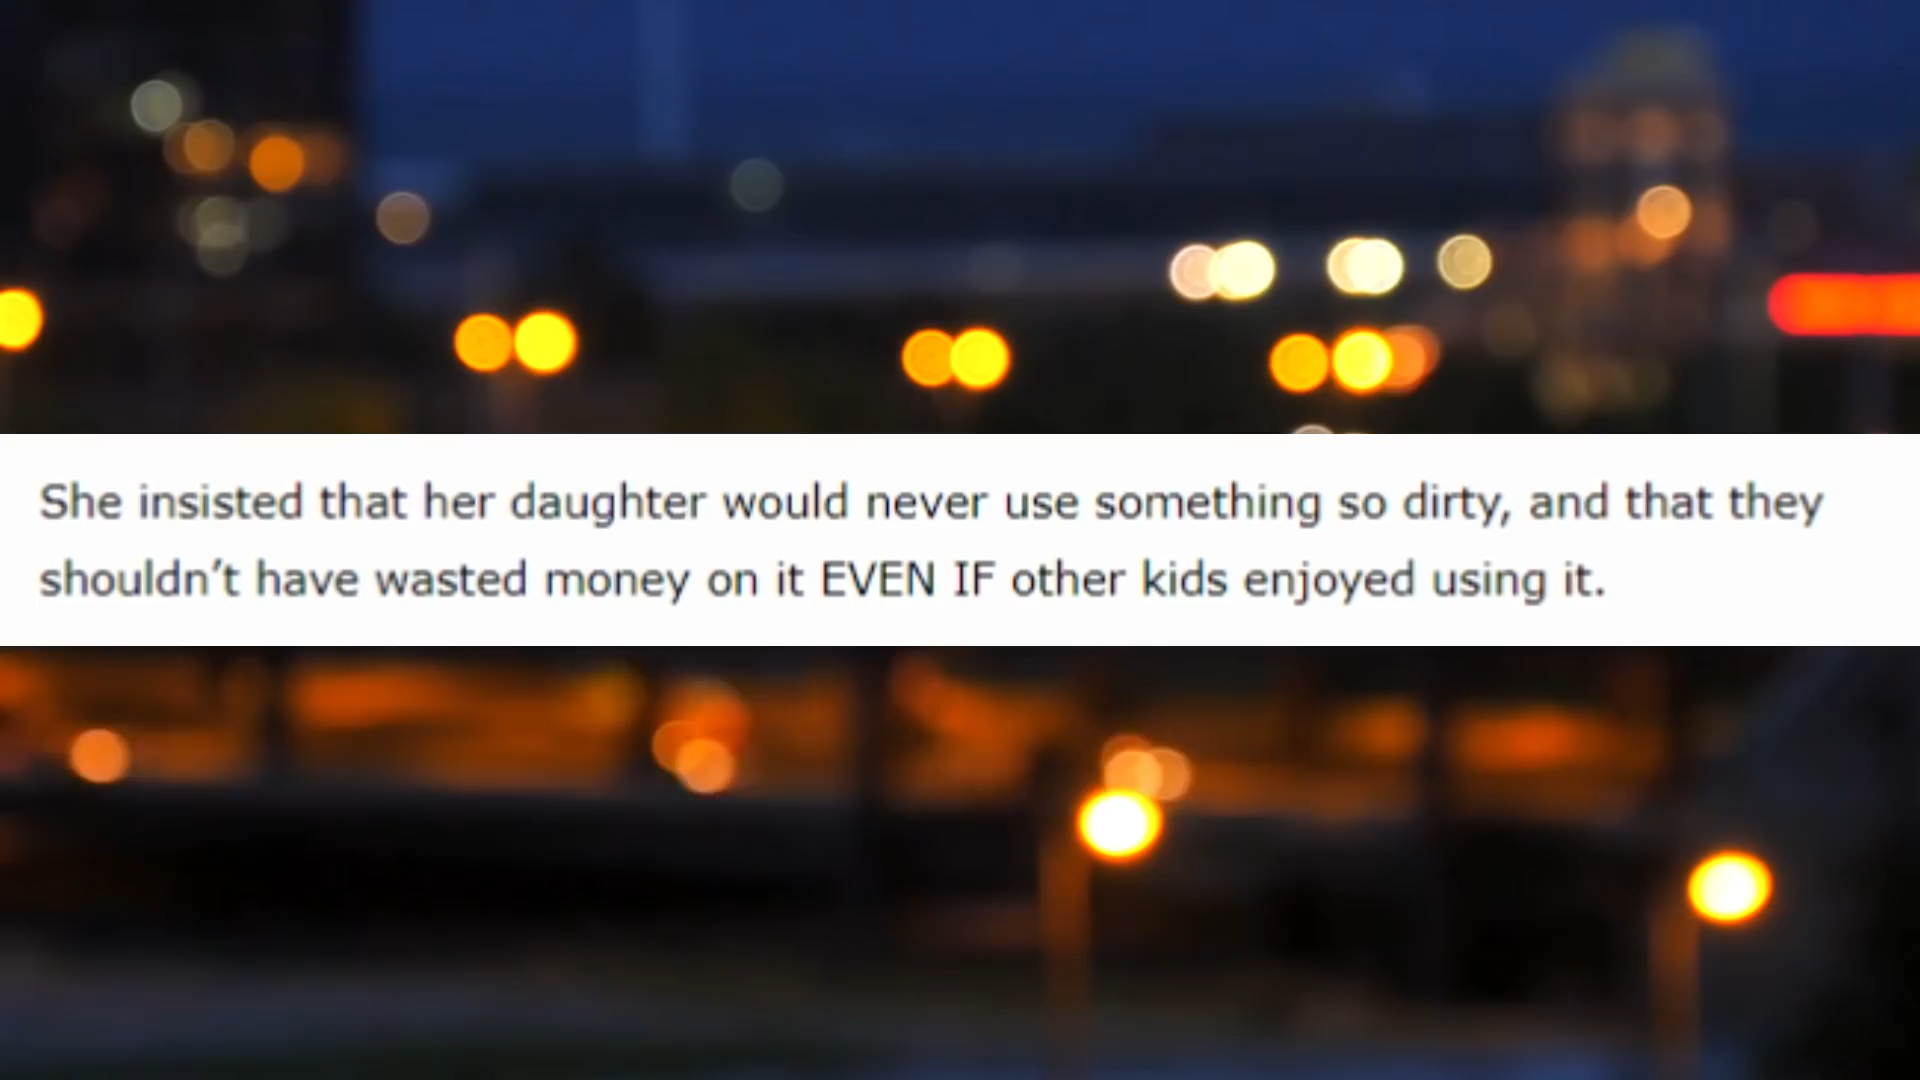 She insisted that her daughter would never use something so dirty, and that they
shouldn’t have wasted money on it EVEN IF other kids enjoyed using it.